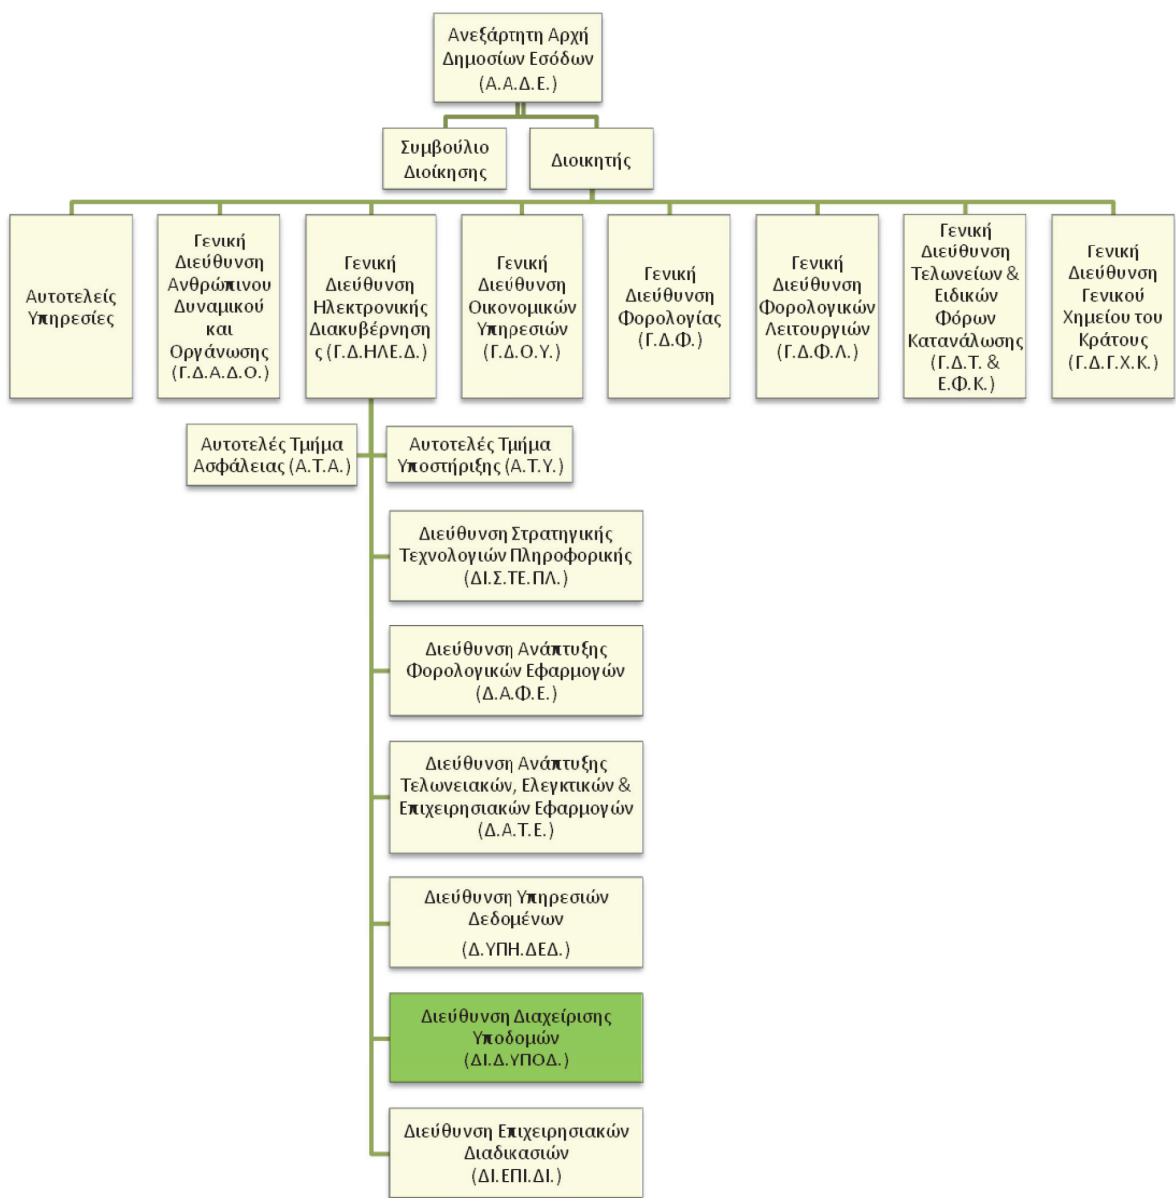 Ανεξάρτητη Αρχή
Δημοσίων Εσόδων
(Α.Α.Δ.Ε.)
Συμβούλιο
Διοίκησης
Διοικητής
Αυτοτελείς
Υπηρεσίες
Γενική
Διεύθυνση
Ανθρώπινου
Δυναμικού
και
Οργάνωσης
(Γ.Δ.Α.Δ.Ο.)
Γενική
Διεύθυνση
Ηλεκτρονικής
Διακυβέρνηση
ς (Γ.Δ.ΗΛΕ.Δ.)
Γενική
Διεύθυνση
Οικονομικών
Υπηρεσιών
(Γ.Δ.Ο.Υ.)
Γενική
Διεύθυνση
Φορολογίας
(Γ.Δ.Φ.)
Γενική
Διεύθυνση
Φορολογικών
Λειτουργιών
(Γ.Δ.Φ.Λ.)
Γενική
Διεύθυνση
Τελωνείων &
Ειδικών
Φόρων
Κατανάλωσης
(Γ.Δ.Τ. &
Ε.Φ.Κ.)
Γενική
Διεύθυνση
Γενικού
Χημείου του
Κράτους
(Γ.Δ.Γ.Χ.Κ.)
Αυτοτελές Τμήμα
Ασφάλειας (Α.Τ.Α.)
Αυτοτελές Τμήμα
Υποστήριξης (Α.Τ.Υ.)
Διεύθυνση Στρατηγικής
Τεχνολογιών Πληροφορικής
(ΔΙ.Σ.ΤΕ.ΠΛ.)
Διεύθυνση Ανάπτυξης
Φορολογικών Εφαρμογών
(Δ.Α.Φ.Ε.)
Διεύθυνση Ανάπτυξης
Τελωνειακών, Ελεγκτικών &
Επιχειρησιακών Εφαρμογών
(Δ.Α.Τ.Ε.)
Διεύθυνση Υπηρεσιών
Δεδομένων
(Δ.ΥΠΗ.ΔΕΔ.)
Διεύθυνση Διαχείρισης
Υποδομών
(ΔΙ.Δ.ΥΠΟΔ.)
Διεύθυνση Επιχειρησιακών
Διαδικασιών
(ΔΙ.ΕΠΙ.ΔΙ.)